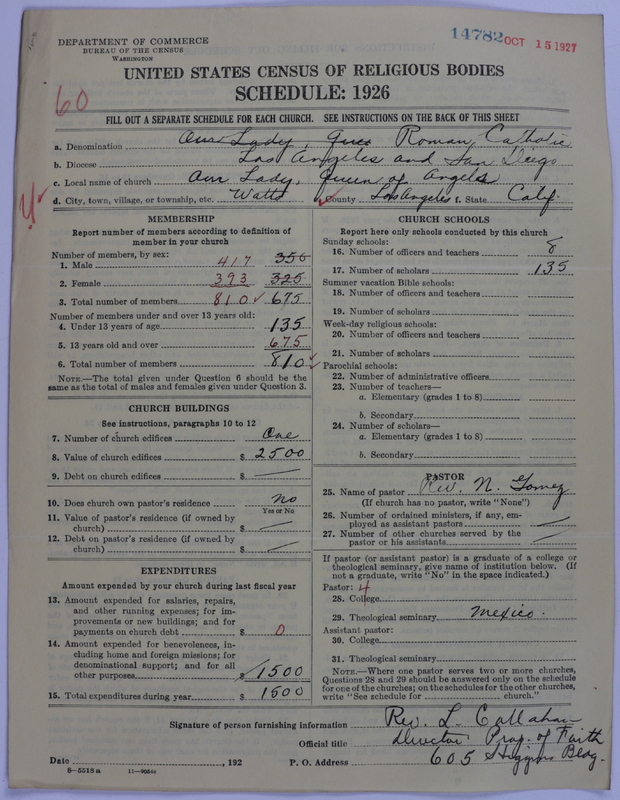 14782 OCT 15 1927
DEPARTMENT OF COMMERCE
BUREAU OF THE CENSUS
WASHINGTON
UNITED STATES CENSUS OF RELIGIOUS BODIES
SCHEDULE: 1926
60
FILL OUT A SEPARATE SCHEDULE FOR EACH CHURCH. SEE INSTRUCTIONS ON THE BACK OF THIS SHEET
a. Denomination Our Lady, Roman Catholic
b. Diocese Los Angeles and San Diego
c. Local name of church Our Lady, Queen of Angels
d. City, town, village, or township, etc. Watts e. County Los Angeles f. State Calif.
MEMBERSHIP
Report number of members according to definition of member in your church
Number of members, by sex:
1. Male 417 350
2. Female 393 325
3. Total number of members 810 675
Number of members under and over 13 years old:
4. Under 13 years of age 135
5. 13 years old and over 675
6. Total number of members 810
NOTE.—The total given under Question 6 should be the same as the total of males and females given under Question 3.
CHURCH BUILDINGS
See instructions, paragraphs 10 to 12
7. Number of church edifices One
8. Value of church edifices $ 2500
9. Debt on church edifices $ —
10. Does church own pastor's residence No
Yes or No
11. Value of pastor's residence (if owned by church) $ —
12. Debt on pastor's residence (if owned by church) $ —
EXPENDITURES
Amount expended by your church during last fiscal year
13. Amount expended for salaries, repairs, and other running expenses; for improvements or new buildings; and for payments on church debt $ 0
14. Amount expended for benevolences, including home and foreign missions; for denominational support; and for all other purposes $ 1500
15. Total expenditures during year $ 1500
CHURCH SCHOOLS
Report here only schools conducted by this church
Sunday schools:
16. Number of officers and teachers 8
17. Number of scholars 135
Summer vacation Bible schools:
18. Number of officers and teachers
19. Number of scholars
Week-day religious schools:
20. Number of officers and teachers
21. Number of scholars
Parochial schools:
22. Number of administrative officers
23. Number of teachers—
a. Elementary (grades 1 to 8)
b. Secondary
24. Number of scholars—
a. Elementary (grades 1 to 8)
b. Secondary
PASTOR
25. Name of pastor Rev. N. Gomez
(If church has no pastor, write "None")
26. Number of ordained ministers, if any, employed as assistant pastors —
27. Number of other churches served by the pastor or his assistants —
If pastor (or assistant pastor) is a graduate of a college or theological seminary, give name of institution below. (If not a graduate, write "No" in the space indicated.)
Pastor: 4
28. College
29. Theological seminary Mexico.
Assistant pastor:
30. College
31. Theological seminary
NOTE.—Where one pastor serves two or more churches, Questions 28 and 29 should be answered only on the schedule for one of the churches; on the schedules for the other churches, write "See schedule for church."
Signature of person furnishing information Rev. L. Callahan
Official title Director Prop. of Faith
Date , 192 P. O. Address 605 Higgins Bldg.
8-5518a